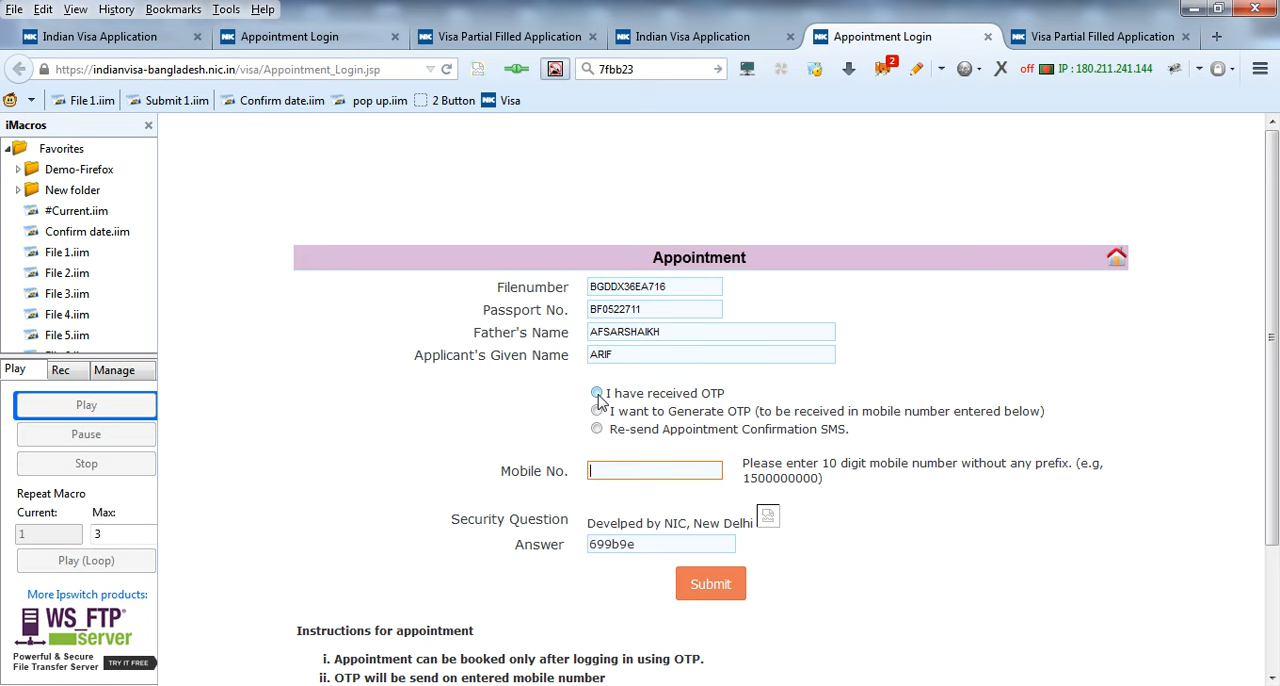 File Edit View History Bookmarks Tools Help
Indian Visa Application × Appointment Login × Visa Partial Filled Application × Indian Visa Application × Appointment Login × Visa Partial Filled Application × +
https://indianvisa-bangladesh.nic.in/visa/Appointment_Login.jsp 7fbb23 2 off IP : 180.211.241.144
File 1.iim Submit 1.iim Confirm date.iim pop up.iim 2 Button Visa
iMacros ×
Favorites
Demo-Firefox
New folder
#Current.iim
Confirm date.iim
File 1.iim
File 2.iim
File 3.iim
File 4.iim
File 5.iim
Play Rec Manage
Play
Pause
Stop
Repeat Macro
Current: Max:
1 3
Play (Loop)
More Ipswitch products:
WS_FTP
server
Powerful & Secure
File Transfer Server TRY IT FREE
Appointment
Filenumber BGDDX36EA716
Passport No. BF0522711
Father's Name AFSARSHAIKH
Applicant's Given Name ARIF
I have received OTP
I want to Generate OTP (to be received in mobile number entered below)
Re-send Appointment Confirmation SMS.
Mobile No. Please enter 10 digit mobile number without any prefix. (e.g,
1500000000)
Security Question Develped by NIC, New Delhi
Answer 699b9e
Submit
Instructions for appointment
i. Appointment can be booked only after logging in using OTP.
ii. OTP will be send on entered mobile number